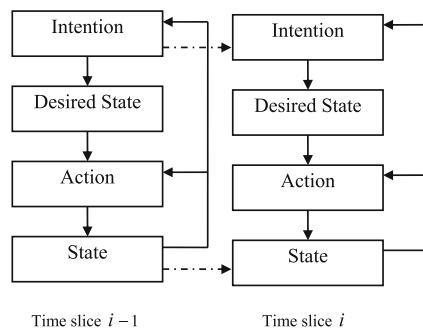 Intention
Desired State
Action
State
Time slice i − 1
Intention
Desired State
Action
State
Time slice i